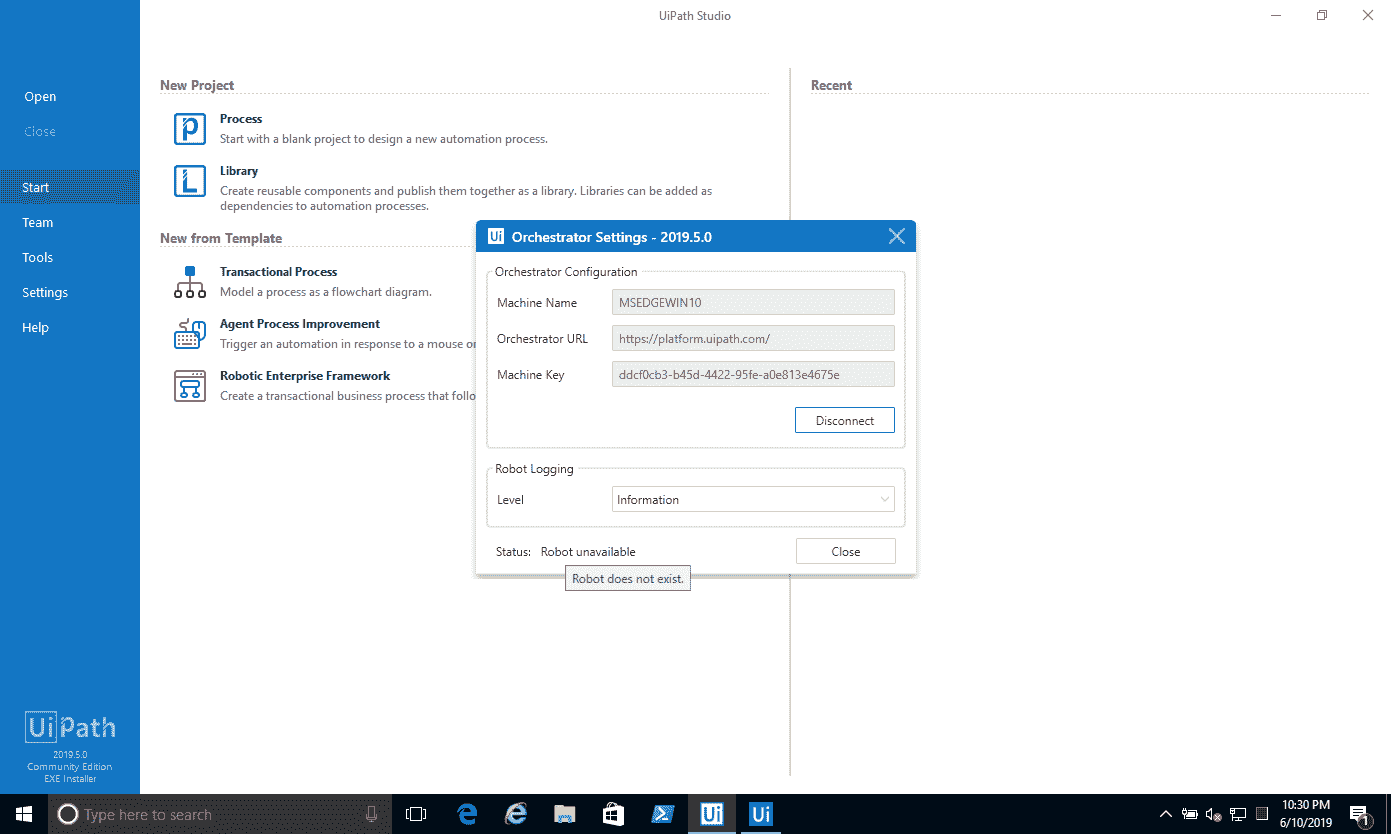 UiPath Studio
Open
Close
Start
Team
Tools
Settings
Help
UiPath
2019.5.0
Community Edition
EXE Installer
New Project
Process
Start with a blank project to design a new automation process.
Library
Create reusable components and publish them together as a library. Libraries can be added as
dependencies to automation processes.
New from Template
Transactional Process
Model a process as a flowchart diagram.
Agent Process Improvement
Trigger an automation in response to a mouse or
Robotic Enterprise Framework
Create a transactional business process that follo
Recent
Ui Orchestrator Settings - 2019.5.0
Orchestrator Configuration
Machine Name MSEDGEWIN10
Orchestrator URL https://platform.uipath.com/
Machine Key ddcf0cb3-b45d-4422-95fe-a0e813e4675e
Disconnect
Robot Logging
Level Information
Status: Robot unavailable Close
Robot does not exist.
Type here to search
Ui
Ui
10:30 PM
6/10/2019
1